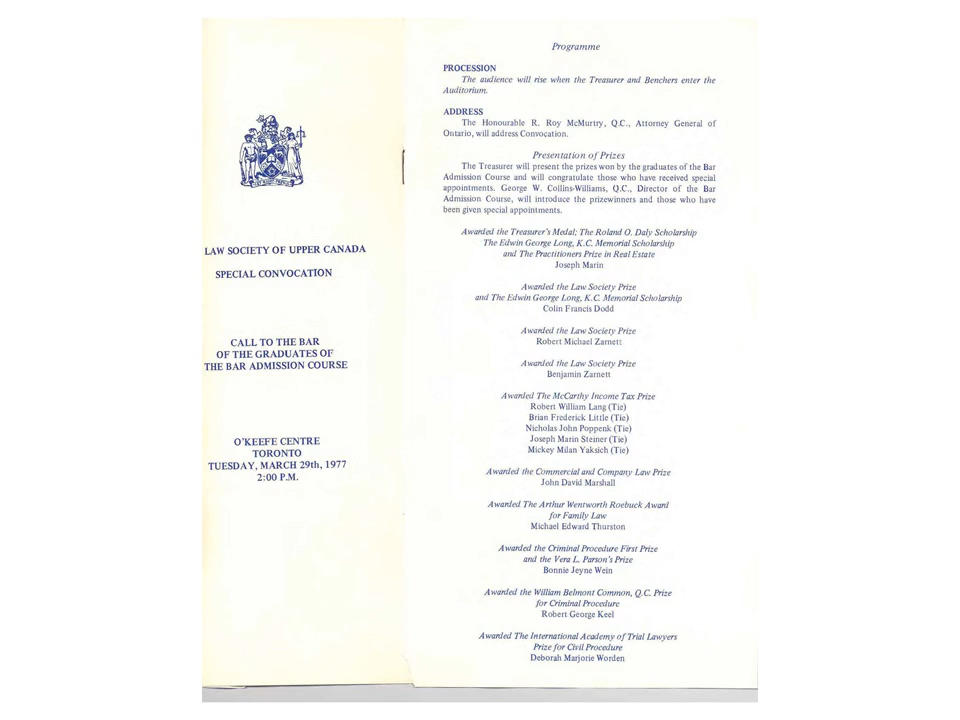 LAW SOCIETY OF UPPER CANADA
SPECIAL CONVOCATION
CALL TO THE BAR
OF THE GRADUATES OF
THE BAR ADMISSION COURSE
O'KEEFE CENTRE
TORONTO
TUESDAY, MARCH 29th, 1977
2:00 P.M.
Programme
PROCESSION
The audience will rise when the Treasurer and Benchers enter the
Auditorium.
ADDRESS
The Honourable R. Roy McMurtry, Q.C., Attorney General of
Ontario, will address Convocation.
Presentation of Prizes
The Treasurer will present the prizes won by the graduates of the Bar
Admission Course and will congratulate those who have received special
appointments. George W. Collins-Williams, Q.C., Director of the Bar
Admission Course, will introduce the prizewinners and those who have
been given special appointments.
Awarded the Treasurer's Medal; The Roland O. Daly Scholarship
The Edwin George Long, K.C. Memorial Scholarship
and The Practitioners Prize in Real Estate
Joseph Marin
Awarded the Law Society Prize
and The Edwin George Long, K.C. Memorial Scholarship
Colin Francis Dodd
Awarded the Law Society Prize
Robert Michael Zarnett
Awarded the Law Society Prize
Benjamin Zarnett
Awarded The McCarthy Income Tax Prize
Robert William Lang (Tie)
Brian Frederick Little (Tie)
Nicholas John Poppenk (Tie)
Joseph Marin Steiner (Tie)
Mickey Milan Yaksich (Tie)
Awarded the Commercial and Company Law Prize
John David Marshall
Awarded The Arthur Wentworth Roebuck Award
for Family Law
Michael Edward Thurston
Awarded the Criminal Procedure First Prize
and the Vera L. Parson's Prize
Bonnie Jeyne Wein
Awarded the William Belmont Common, Q.C. Prize
for Criminal Procedure
Robert George Keel
Awarded The International Academy of Trial Lawyers
Prize for Civil Procedure
Deborah Marjorie Worden